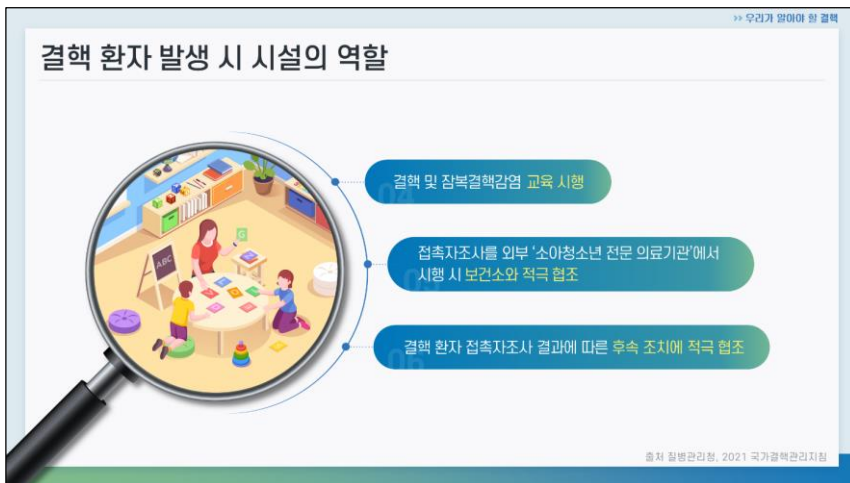 >> 우리가 알아야 할 결핵
결핵 환자 발생 시 시설의 역할
04
결핵 및 잠복결핵감염 교육 시행
05
접촉자조사를 외부 '소아청소년 전문 의료기관'에서
시행 시 보건소와 적극 협조
06
결핵 환자 접촉자조사 결과에 따른 후속 조치에 적극 협조
G
ABC
출처 질병관리청, 2021 국가결핵관리지침